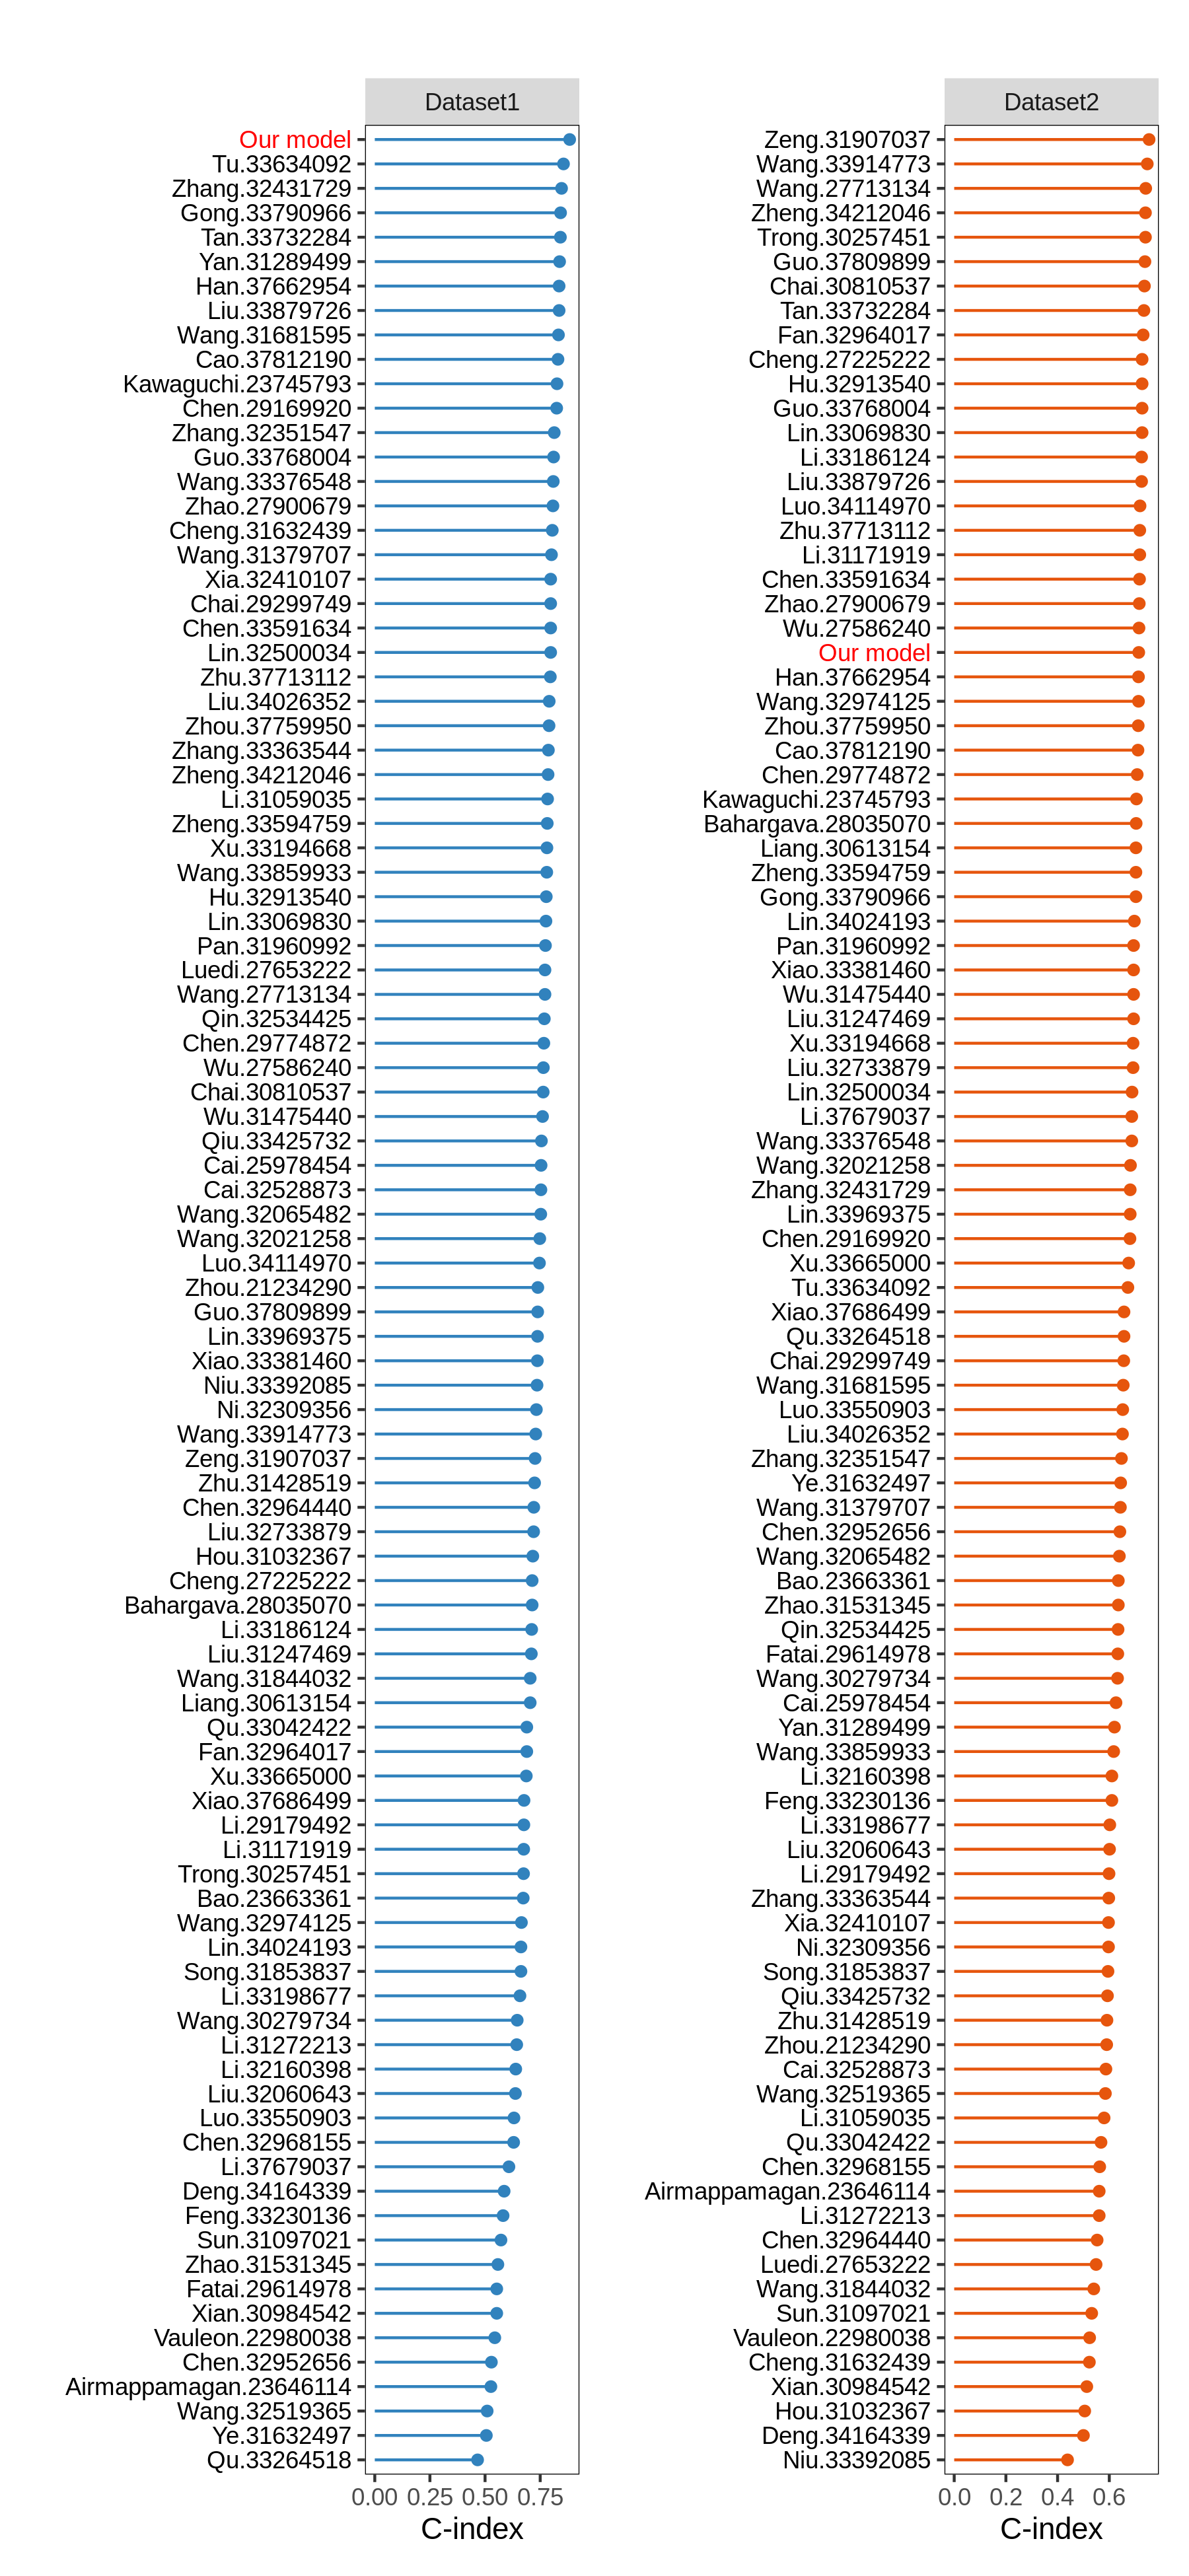 Dataset1
Our model
Tu.33634092
Zhang.32431729
Gong.33790966
Tan.33732284
Yan.31289499
Han.37662954
Liu.33879726
Wang.31681595
Cao.37812190
Kawaguchi.23745793
Chen.29169920
Zhang.32351547
Guo.33768004
Wang.33376548
Zhao.27900679
Cheng.31632439
Wang.31379707
Xia.32410107
Chai.29299749
Chen.33591634
Lin.32500034
Zhu.37713112
Liu.34026352
Zhou.37759950
Zhang.33363544
Zheng.34212046
Li.31059035
Zheng.33594759
Xu.33194668
Wang.33859933
Hu.32913540
Lin.33069830
Pan.31960992
Luedi.27653222
Wang.27713134
Qin.32534425
Chen.29774872
Wu.27586240
Chai.30810537
Wu.31475440
Qiu.33425732
Cai.25978454
Cai.32528873
Wang.32065482
Wang.32021258
Luo.34114970
Zhou.21234290
Guo.37809899
Lin.33969375
Xiao.33381460
Niu.33392085
Ni.32309356
Wang.33914773
Zeng.31907037
Zhu.31428519
Chen.32964440
Liu.32733879
Hou.31032367
Cheng.27225222
Bahargava.28035070
Li.33186124
Liu.31247469
Wang.31844032
Liang.30613154
Qu.33042422
Fan.32964017
Xu.33665000
Xiao.37686499
Li.29179492
Li.31171919
Trong.30257451
Bao.23663361
Wang.32974125
Lin.34024193
Song.31853837
Li.33198677
Wang.30279734
Li.31272213
Li.32160398
Liu.32060643
Luo.33550903
Chen.32968155
Li.37679037
Deng.34164339
Feng.33230136
Sun.31097021
Zhao.31531345
Fatai.29614978
Xian.30984542
Vauleon.22980038
Chen.32952656
Airmappamagan.23646114
Wang.32519365
Ye.31632497
Qu.33264518
0.00 0.25 0.50 0.75
C-index
Dataset2
Zeng.31907037
Wang.33914773
Wang.27713134
Zheng.34212046
Trong.30257451
Guo.37809899
Chai.30810537
Tan.33732284
Fan.32964017
Cheng.27225222
Hu.32913540
Guo.33768004
Lin.33069830
Li.33186124
Liu.33879726
Luo.34114970
Zhu.37713112
Li.31171919
Chen.33591634
Zhao.27900679
Wu.27586240
Our model
Han.37662954
Wang.32974125
Zhou.37759950
Cao.37812190
Chen.29774872
Kawaguchi.23745793
Bahargava.28035070
Liang.30613154
Zheng.33594759
Gong.33790966
Lin.34024193
Pan.31960992
Xiao.33381460
Wu.31475440
Liu.31247469
Xu.33194668
Liu.32733879
Lin.32500034
Li.37679037
Wang.33376548
Wang.32021258
Zhang.32431729
Lin.33969375
Chen.29169920
Xu.33665000
Tu.33634092
Xiao.37686499
Qu.33264518
Chai.29299749
Wang.31681595
Luo.33550903
Liu.34026352
Zhang.32351547
Ye.31632497
Wang.31379707
Chen.32952656
Wang.32065482
Bao.23663361
Zhao.31531345
Qin.32534425
Fatai.29614978
Wang.30279734
Cai.25978454
Yan.31289499
Wang.33859933
Li.32160398
Feng.33230136
Li.33198677
Liu.32060643
Li.29179492
Zhang.33363544
Xia.32410107
Ni.32309356
Song.31853837
Qiu.33425732
Zhu.31428519
Zhou.21234290
Cai.32528873
Wang.32519365
Li.31059035
Qu.33042422
Chen.32968155
Airmappamagan.23646114
Li.31272213
Chen.32964440
Luedi.27653222
Wang.31844032
Sun.31097021
Vauleon.22980038
Cheng.31632439
Xian.30984542
Hou.31032367
Deng.34164339
Niu.33392085
0.0 0.2 0.4 0.6
C-index